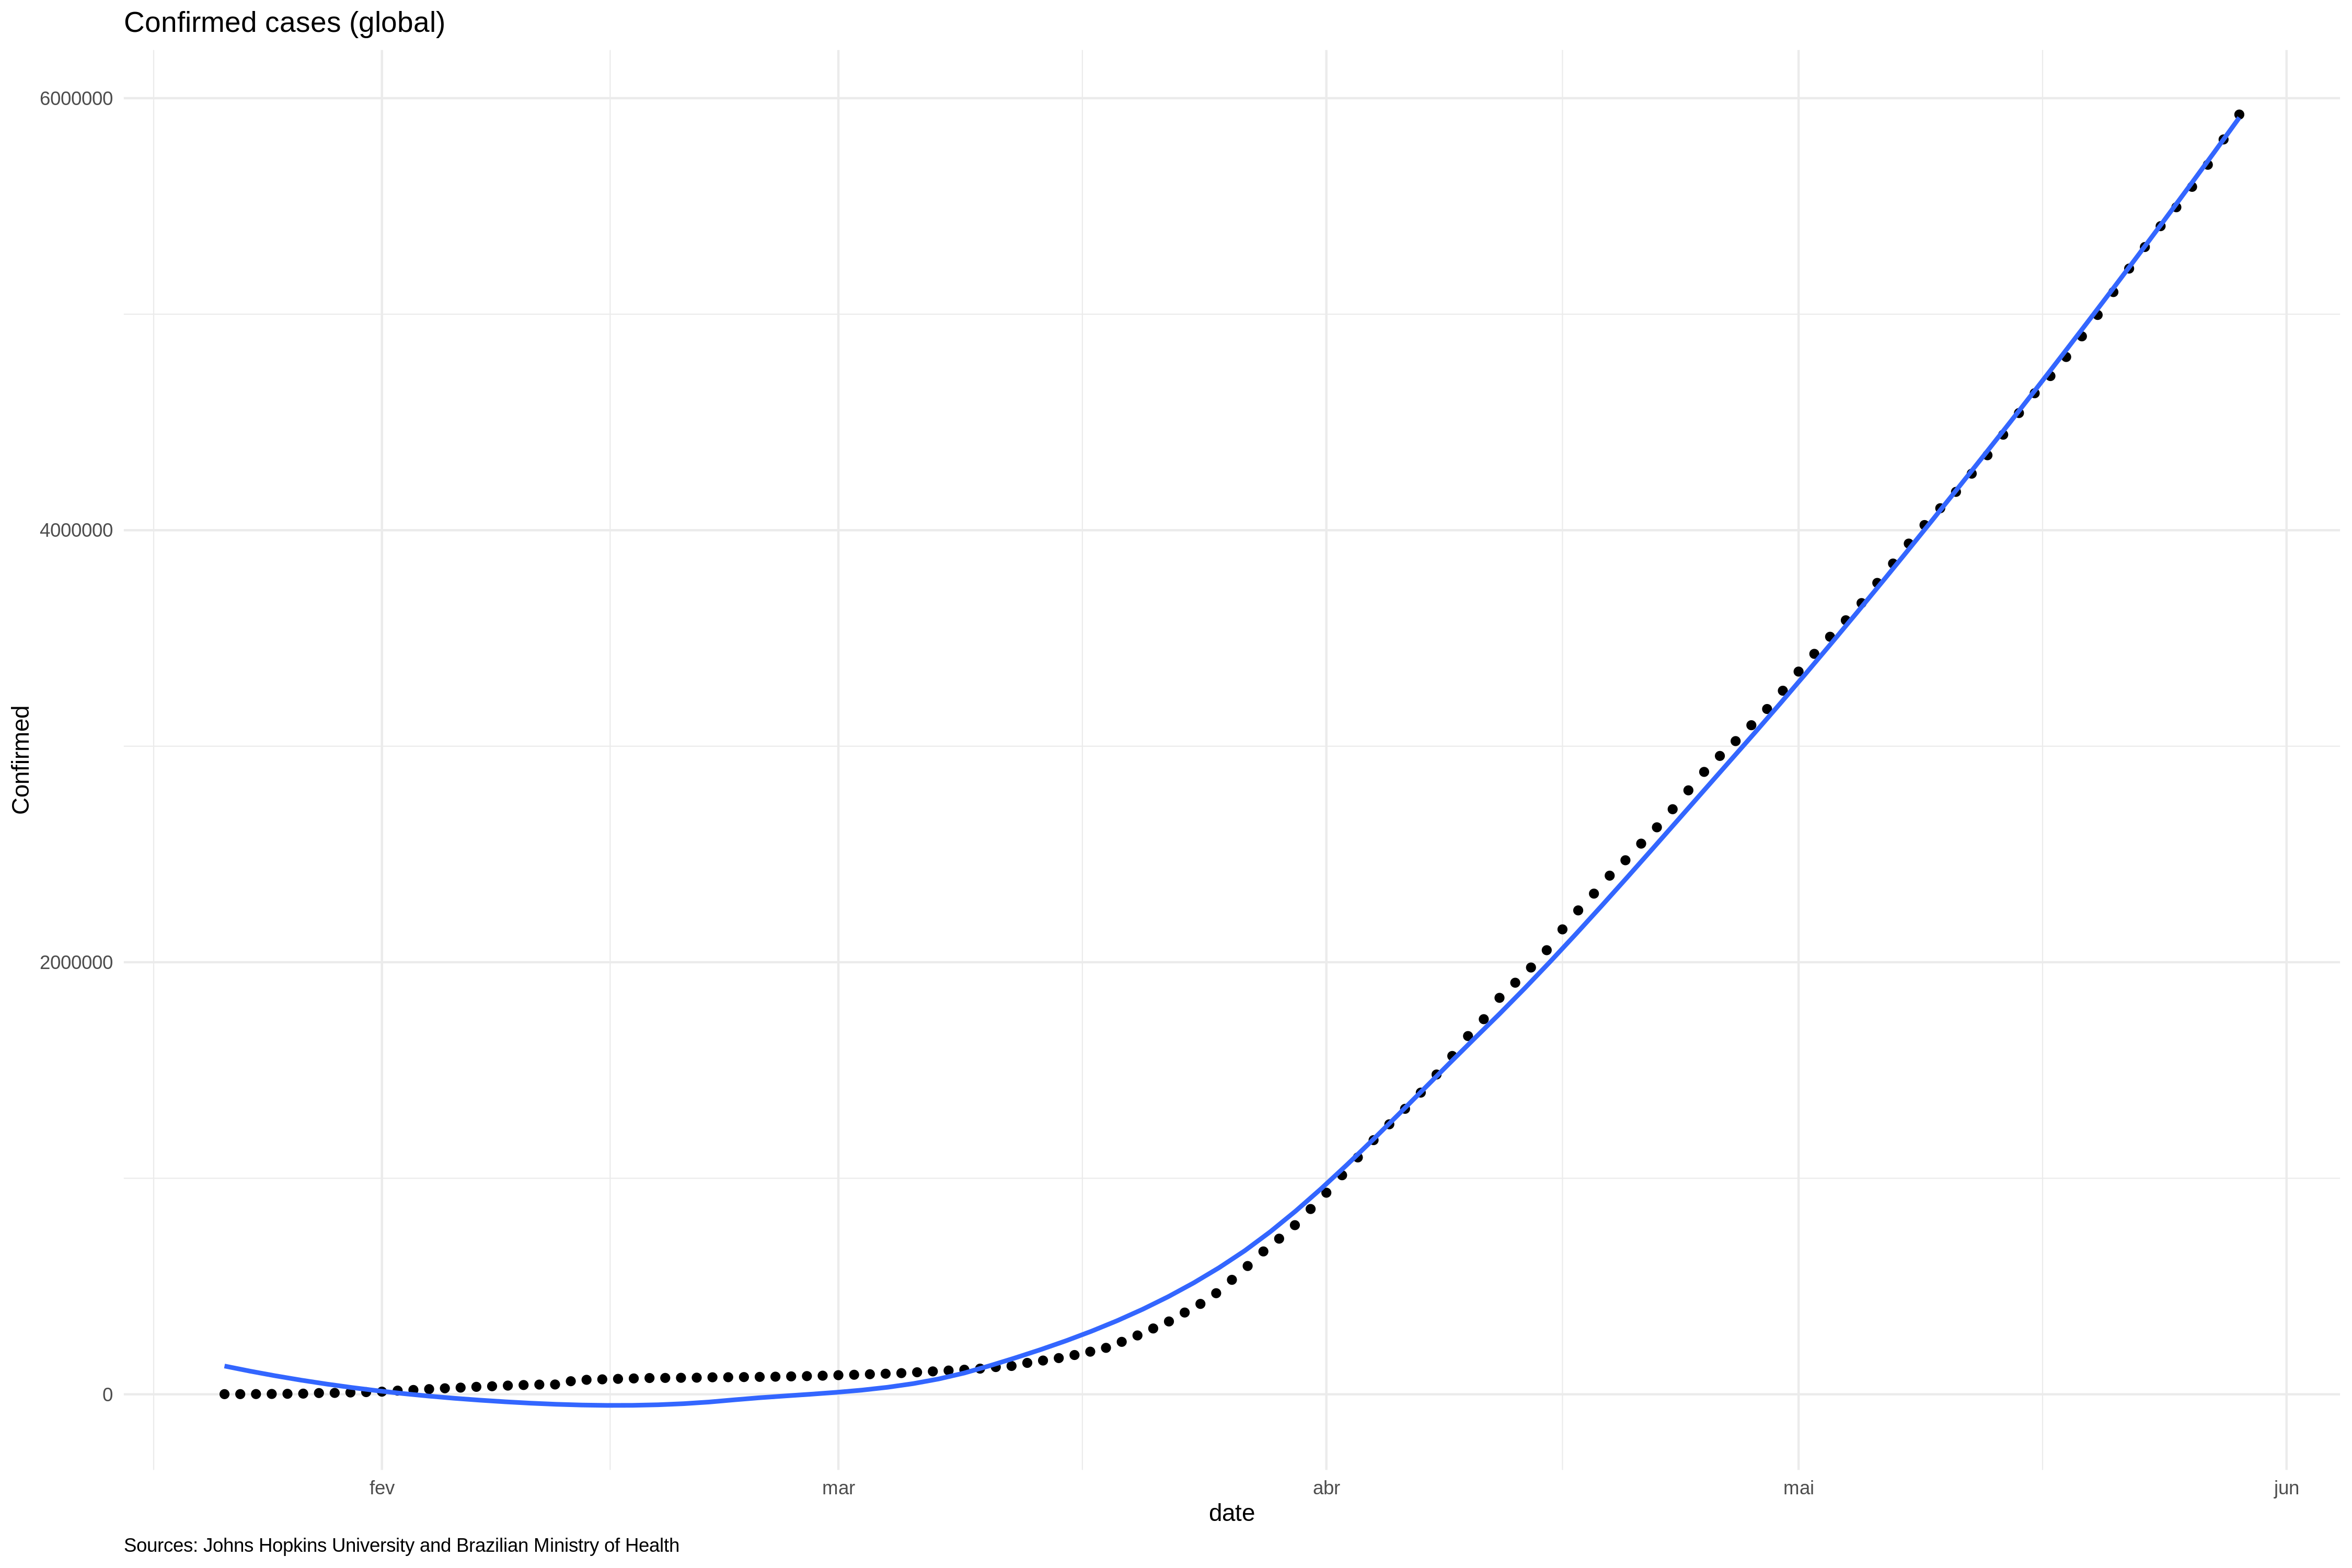 Confirmed cases (global)
6000000
4000000
2000000
0
Confirmed
fev
mar
abr
mai
jun
date
Sources: Johns Hopkins University and Brazilian Ministry of Health